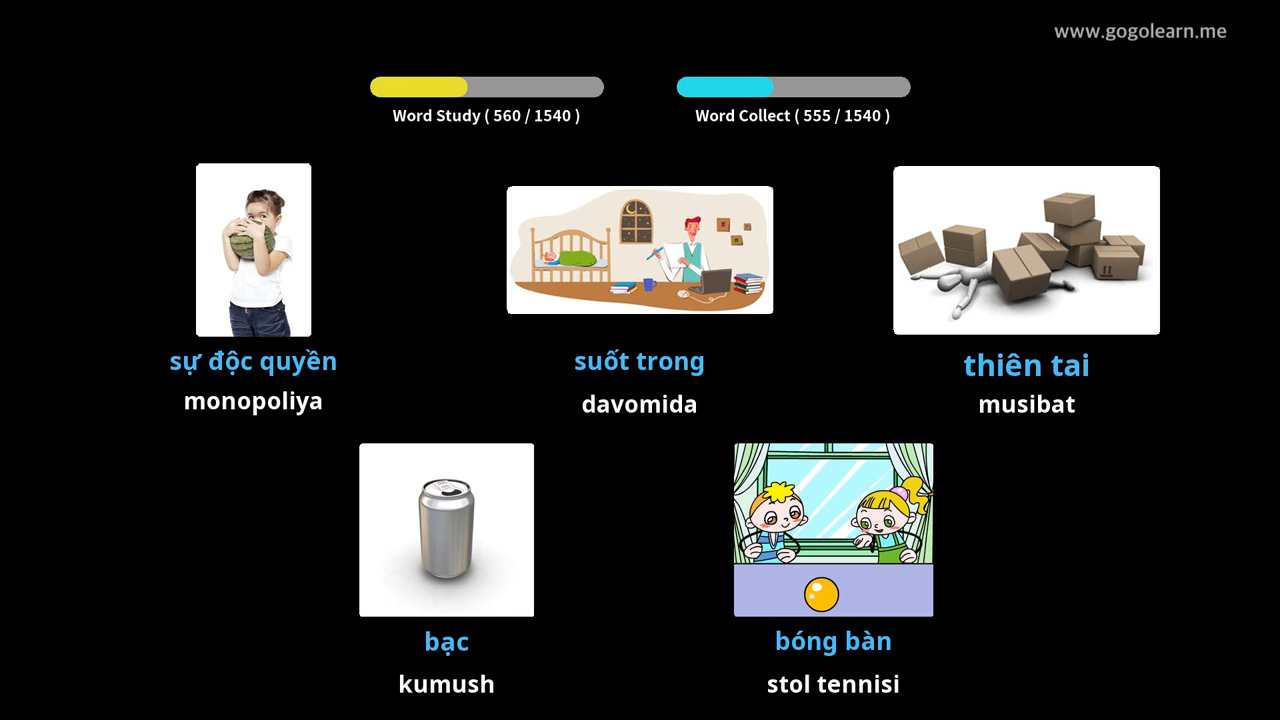 www.gogolearn.me
Word Study ( 560 / 1540 )
Word Collect ( 555 / 1540 )
sự độc quyền
monopoliya
suốt trong
davomida
thiên tai
musibat
bạc
kumush
bóng bàn
stol tennisi